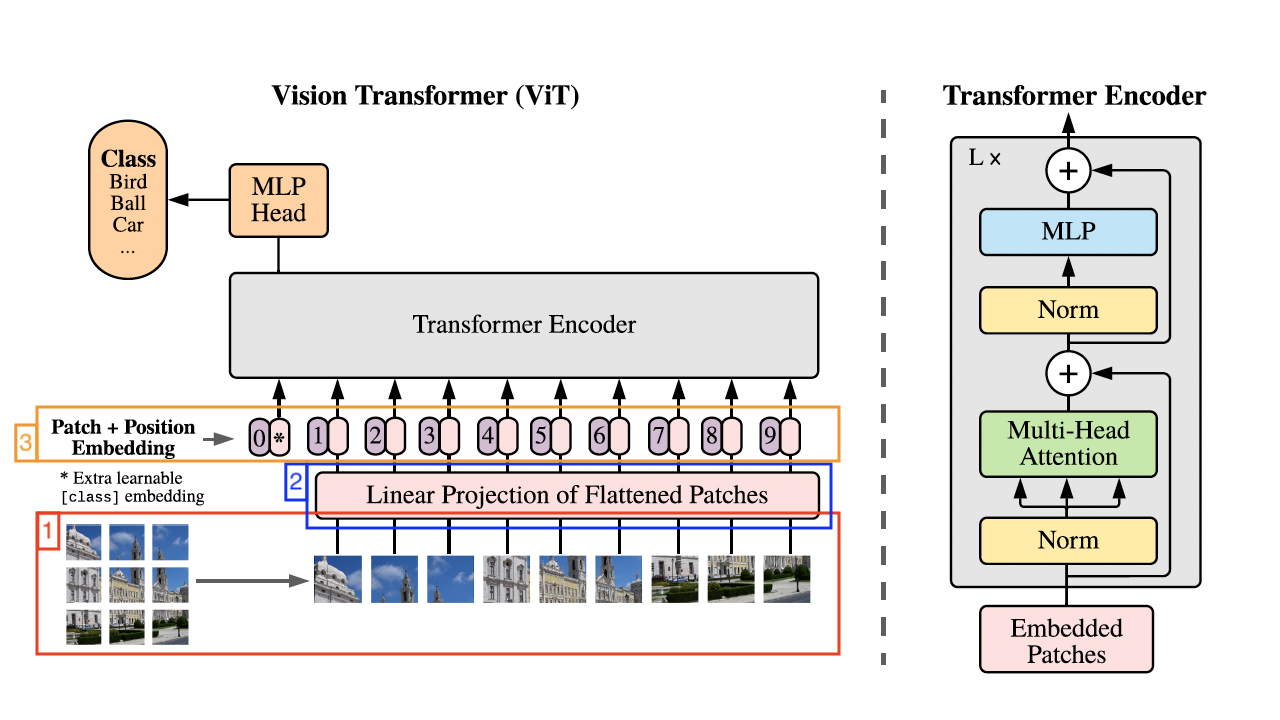 Vision Transformer (ViT)
Class
Bird
Ball
Car
...
MLP
Head
Transformer Encoder
3
Patch + Position
Embedding
0 * 1 2 3 4 5 6 7 8 9
* Extra learnable
[class] embedding
2
Linear Projection of Flattened Patches
1
Transformer Encoder
L ×
+
MLP
Norm
+
Multi-Head
Attention
Norm
Embedded
Patches